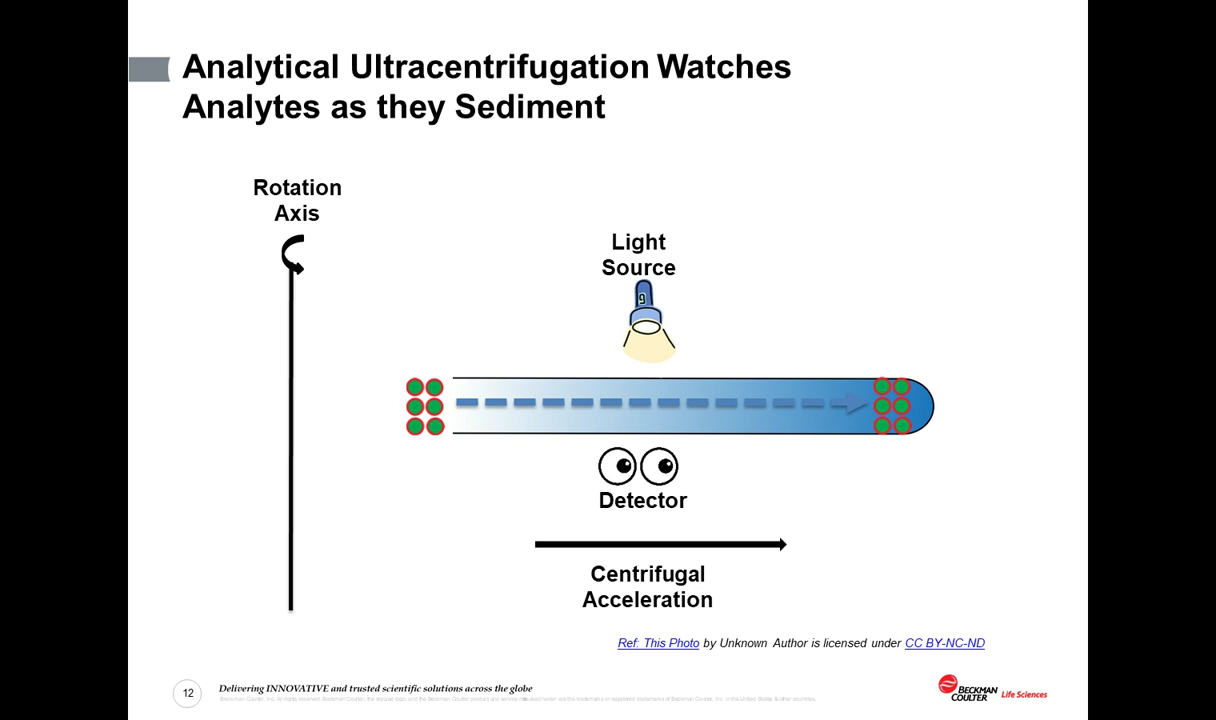 Analytical Ultracentrifugation Watches
Analytes as they Sediment
Rotation
Axis
Light
Source
Detector
Centrifugal
Acceleration
Ref: This Photo by Unknown Author is licensed under CC BY-NC-ND
12
Delivering INNOVATIVE and trusted scientific solutions across the globe
BECKMAN
COULTER
Life Sciences